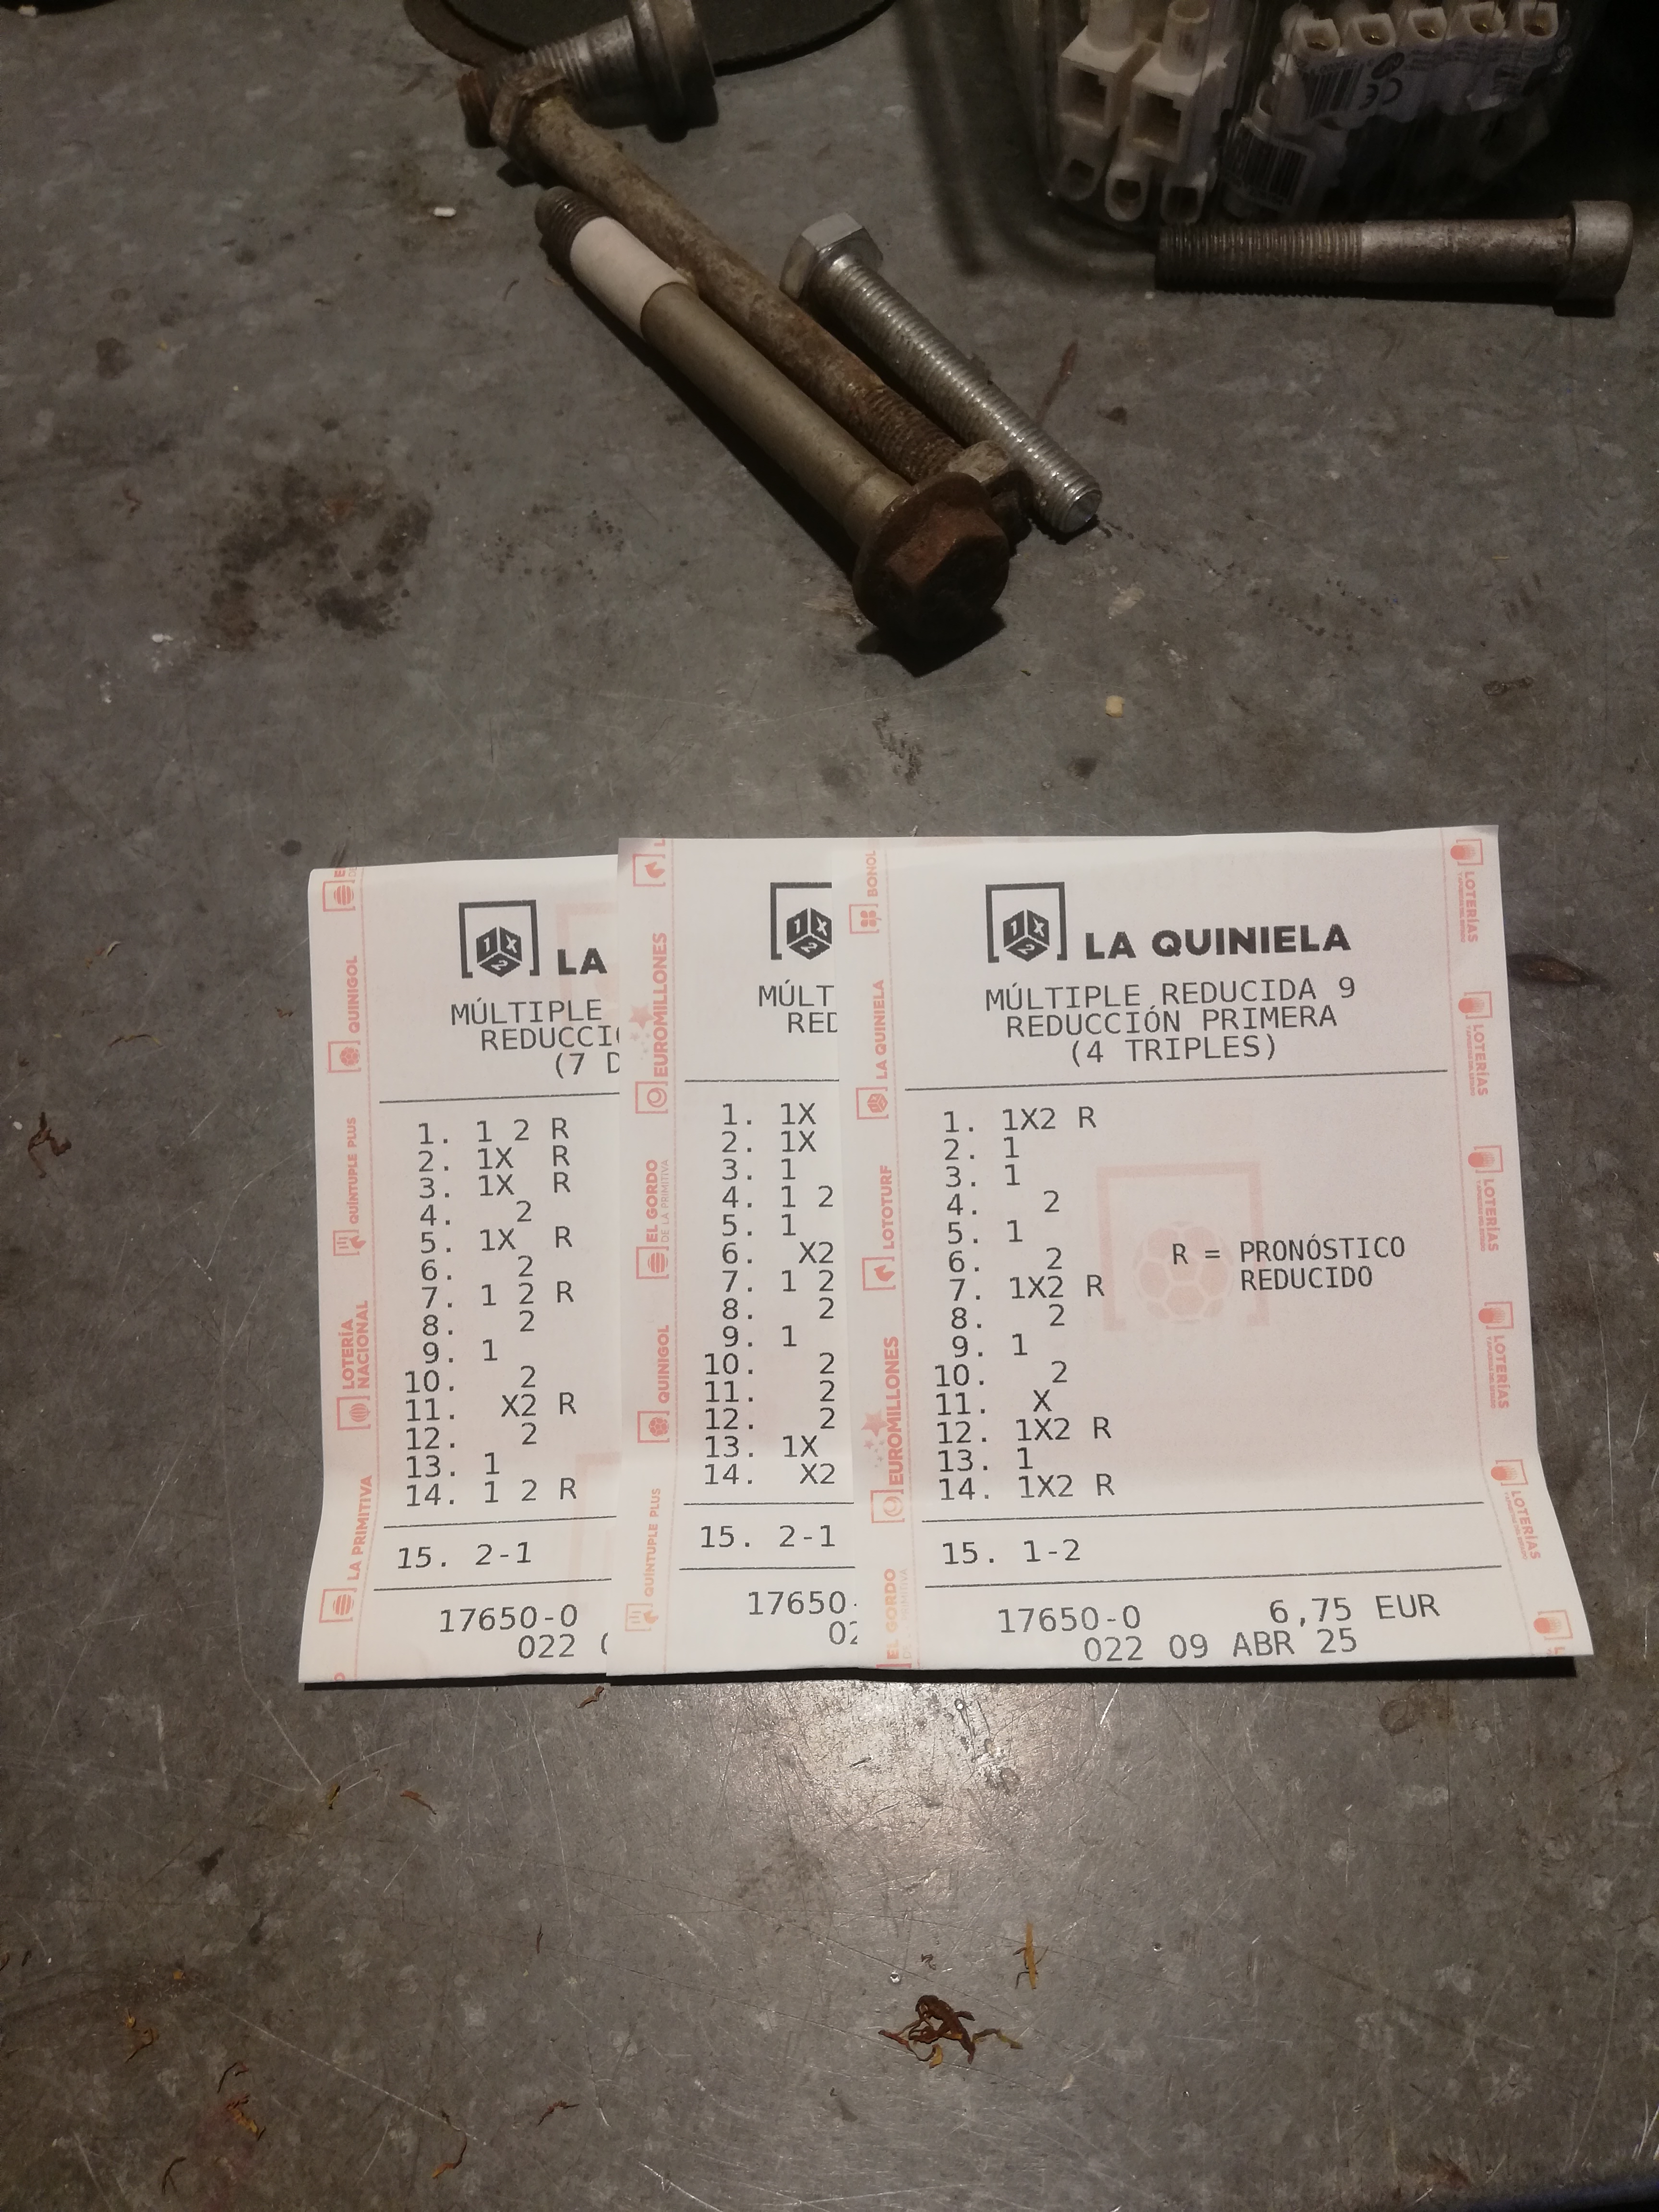 LA
MÚLTIPLE
REDUCCI
(7 D
1. 1 2 R
2. 1X R
3. 1X R
4. 2
5. 1X R
6. 2
7. 1 2 R
8. 2
9. 1
10. 2
11. X2 R
12. 2
13. 1
14. 1 2 R
15. 2-1
17650-0
022
QUINIGOL
QUÍNTUPLE PLUS
LOTERÍA
NACIONAL
LA PRIMITIVA
MÚLT
RED
1. 1X
2. 1X
3. 1
4. 1 2
5. 1
6. X2
7. 1 2
8. 2
9. 1
10. 2
11. 2
12. 2
13. 1X
14. X2
15. 2-1
17650-
02
EUROMILLONES
EL GORDO
DE LA PRIMITIVA
QUINIGOL
QUÍNTUPLE PLUS
1X2
LA QUINIELA
MÚLTIPLE REDUCIDA 9
REDUCCIÓN PRIMERA
(4 TRIPLES)
1. 1X2 R
2. 1
3. 1
4. 2
5. 1
6. 2
7. 1X2 R
8. 2
9. 1
10. 2
11. X
12. 1X2 R
13. 1
14. 1X2 R
R = PRONÓSTICO
REDUCIDO
15. 1-2
17650-0 6,75 EUR
022 09 ABR 25
BONOL
LA QUINIELA
LOTOTURF
EUROMILLONES
EL GORDO
LOTERÍAS
LOTERÍAS
LOTERÍAS
LOTERÍAS
LOTERÍAS
CE